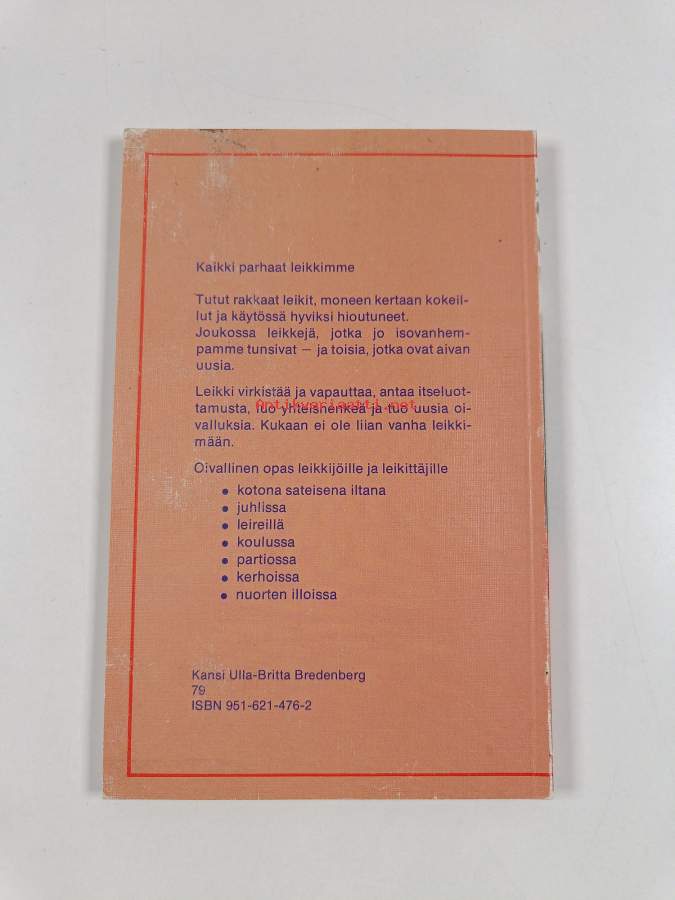 Kaikki parhaat leikkimme
Tutut rakkaat leikit, moneen kertaan kokeil-
lut ja käytössä hyviksi hioutuneet.
Joukossa leikkejä, jotka jo isovanhem-
pamme tunsivat – ja toisia, jotka ovat aivan
uusia.
Leikki virkistää ja vapauttaa, antaa itseluot-
tamusta, luo yhteishenkeä ja tuo uusia oi-
Antikvariaatti.net
valluksia. Kukaan ei ole liian vanha leikki-
mään.
Oivallinen opas leikkijöille ja leikittäjille
• kotona sateisena iltana
• juhlissa
• leireillä
• koulussa
• partiossa
• kerhoissa
• nuorten illoissa
Kansi Ulla-Britta Bredenberg
79
ISBN 951-621-476-2